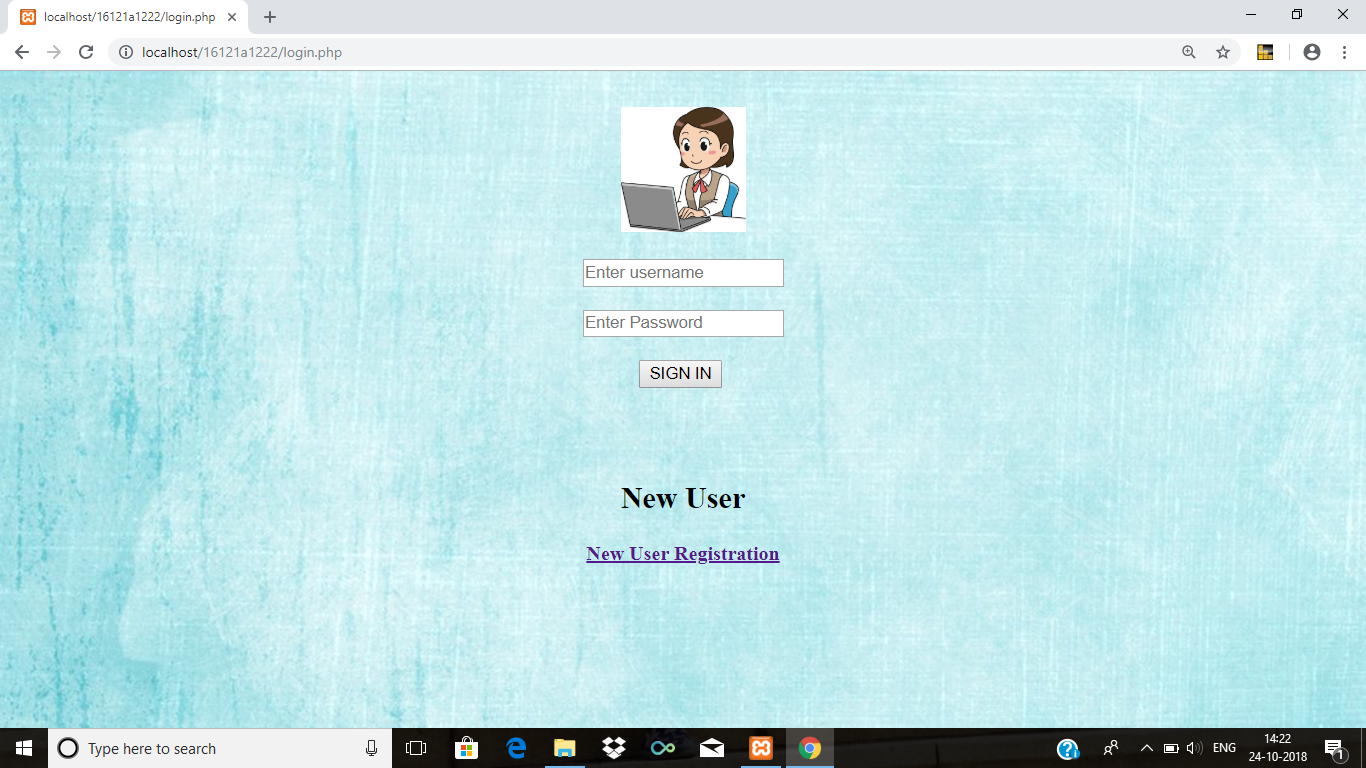 localhost/16121a1222/login.php
localhost/16121a1222/login.php
Enter username
Enter Password
SIGN IN
New User
New User Registration
Type here to search
ENG
14:22
24-10-2018
1